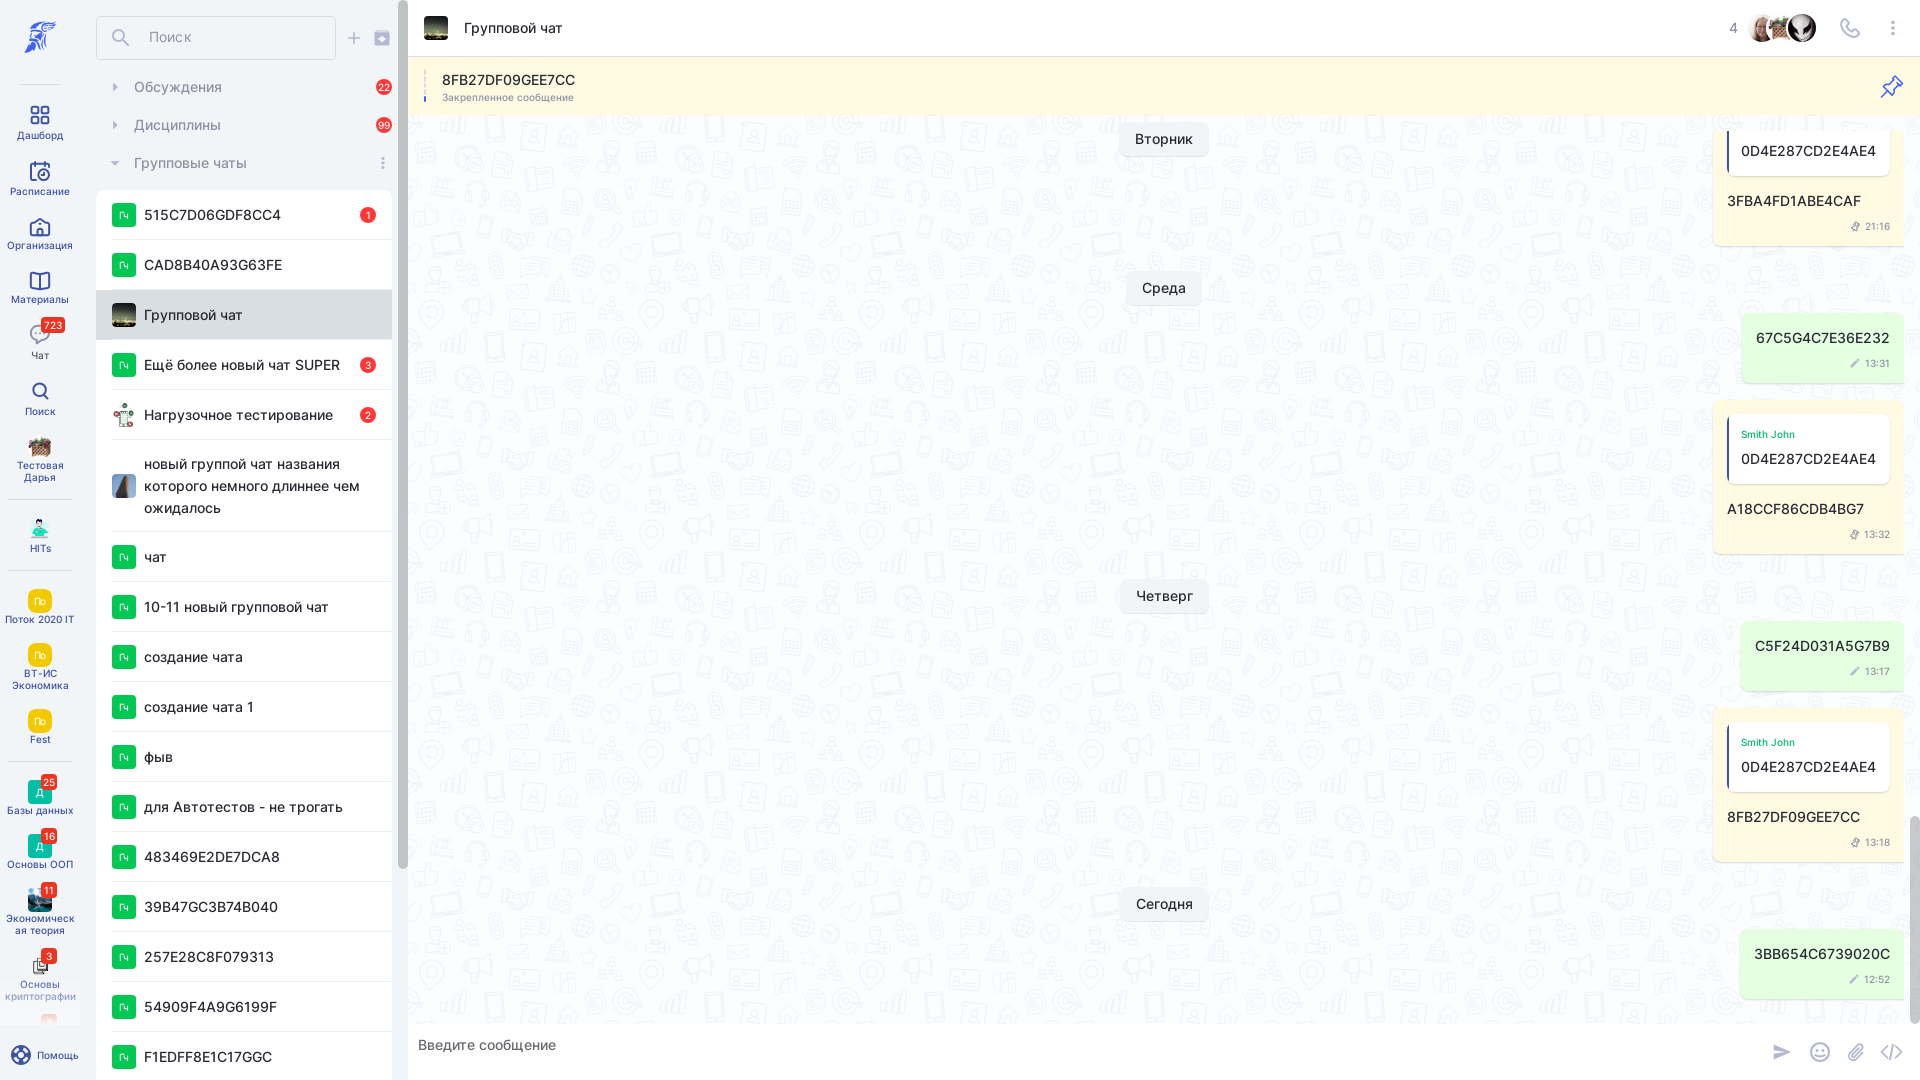 Дашборд
Расписание
Организация
Материалы
723
Чат
Поиск
Тестовая
Дарья
HITs
По
Поток 2020 IT
По
ВТ-ИС
Экономика
По
Fest
25
Д
Базы данных
16
Д
Основы ООП
11
Экономическ
ая теория
3
Основы
криптографии
Помощь
Поиск
Обсуждения
22
Дисциплины
99
Групповые чаты
Гч
515C7D06GDF8CC4
1
Гч
CAD8B40A93G63FE
Групповой чат
Гч
Ещё более новый чат SUPER
3
Нагрузочное тестирование
2
новый группой чат названия
которого немного длиннее чем
ожидалось
Гч
чат
Гч
10-11 новый групповой чат
Гч
создание чата
Гч
создание чата 1
Гч
фыв
Гч
для Автотестов - не трогать
Гч
483469E2DE7DCA8
Гч
39B47GC3B74B040
Гч
257E28C8F079313
Гч
54909F4A9G6199F
Гч
F1EDFF8E1C17GGC
Групповой чат
4
8FB27DF09GEE7CC
Закрепленное сообщение
Вторник
0D4E287CD2E4AE4
3FBA4FD1ABE4CAF
21:16
Среда
67C5G4C7E36E232
13:31
Smith John
0D4E287CD2E4AE4
A18CCF86CDB4BG7
13:32
Четверг
C5F24D031A5G7B9
13:17
Smith John
0D4E287CD2E4AE4
8FB27DF09GEE7CC
13:18
Сегодня
3BB654C6739020C
12:52
Введите сообщение